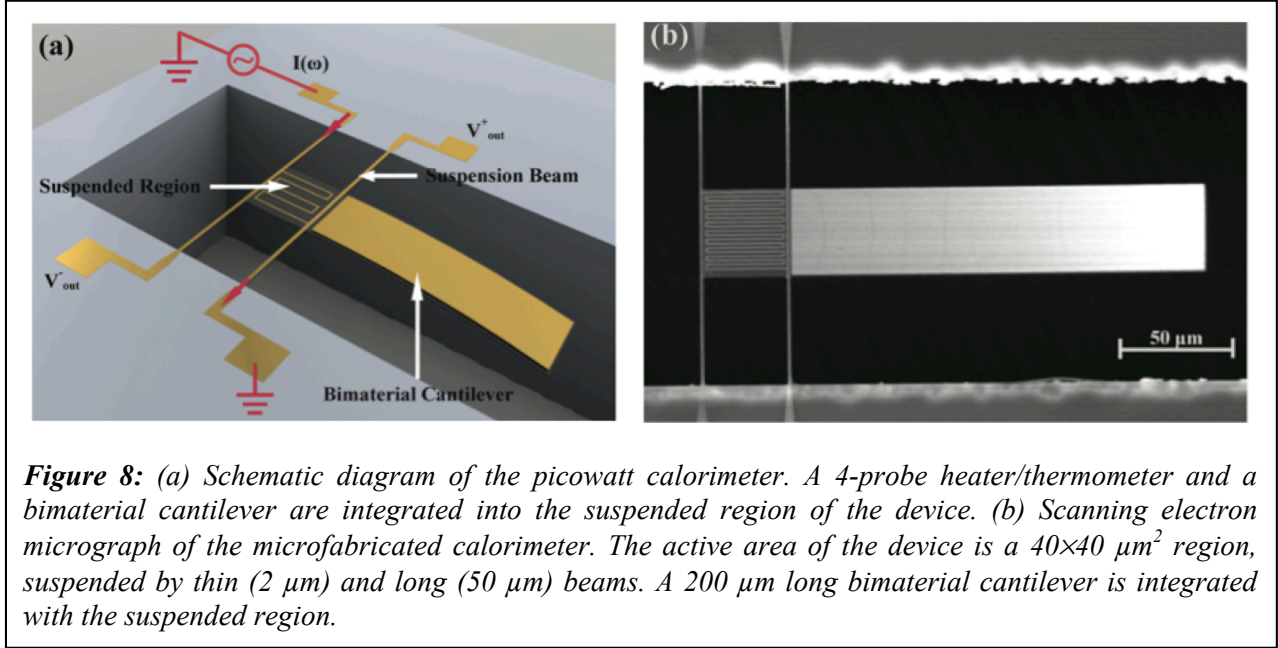 (a)
I(ω)
V⁺out
Suspended Region
Suspension Beam
V⁻out
Bimaterial Cantilever
(b)
50 µm
Figure 8: (a) Schematic diagram of the picowatt calorimeter. A 4-probe heater/thermometer and a
bimaterial cantilever are integrated into the suspended region of the device. (b) Scanning electron
micrograph of the microfabricated calorimeter. The active area of the device is a 40×40 µm² region,
suspended by thin (2 µm) and long (50 µm) beams. A 200 µm long bimaterial cantilever is integrated
with the suspended region.